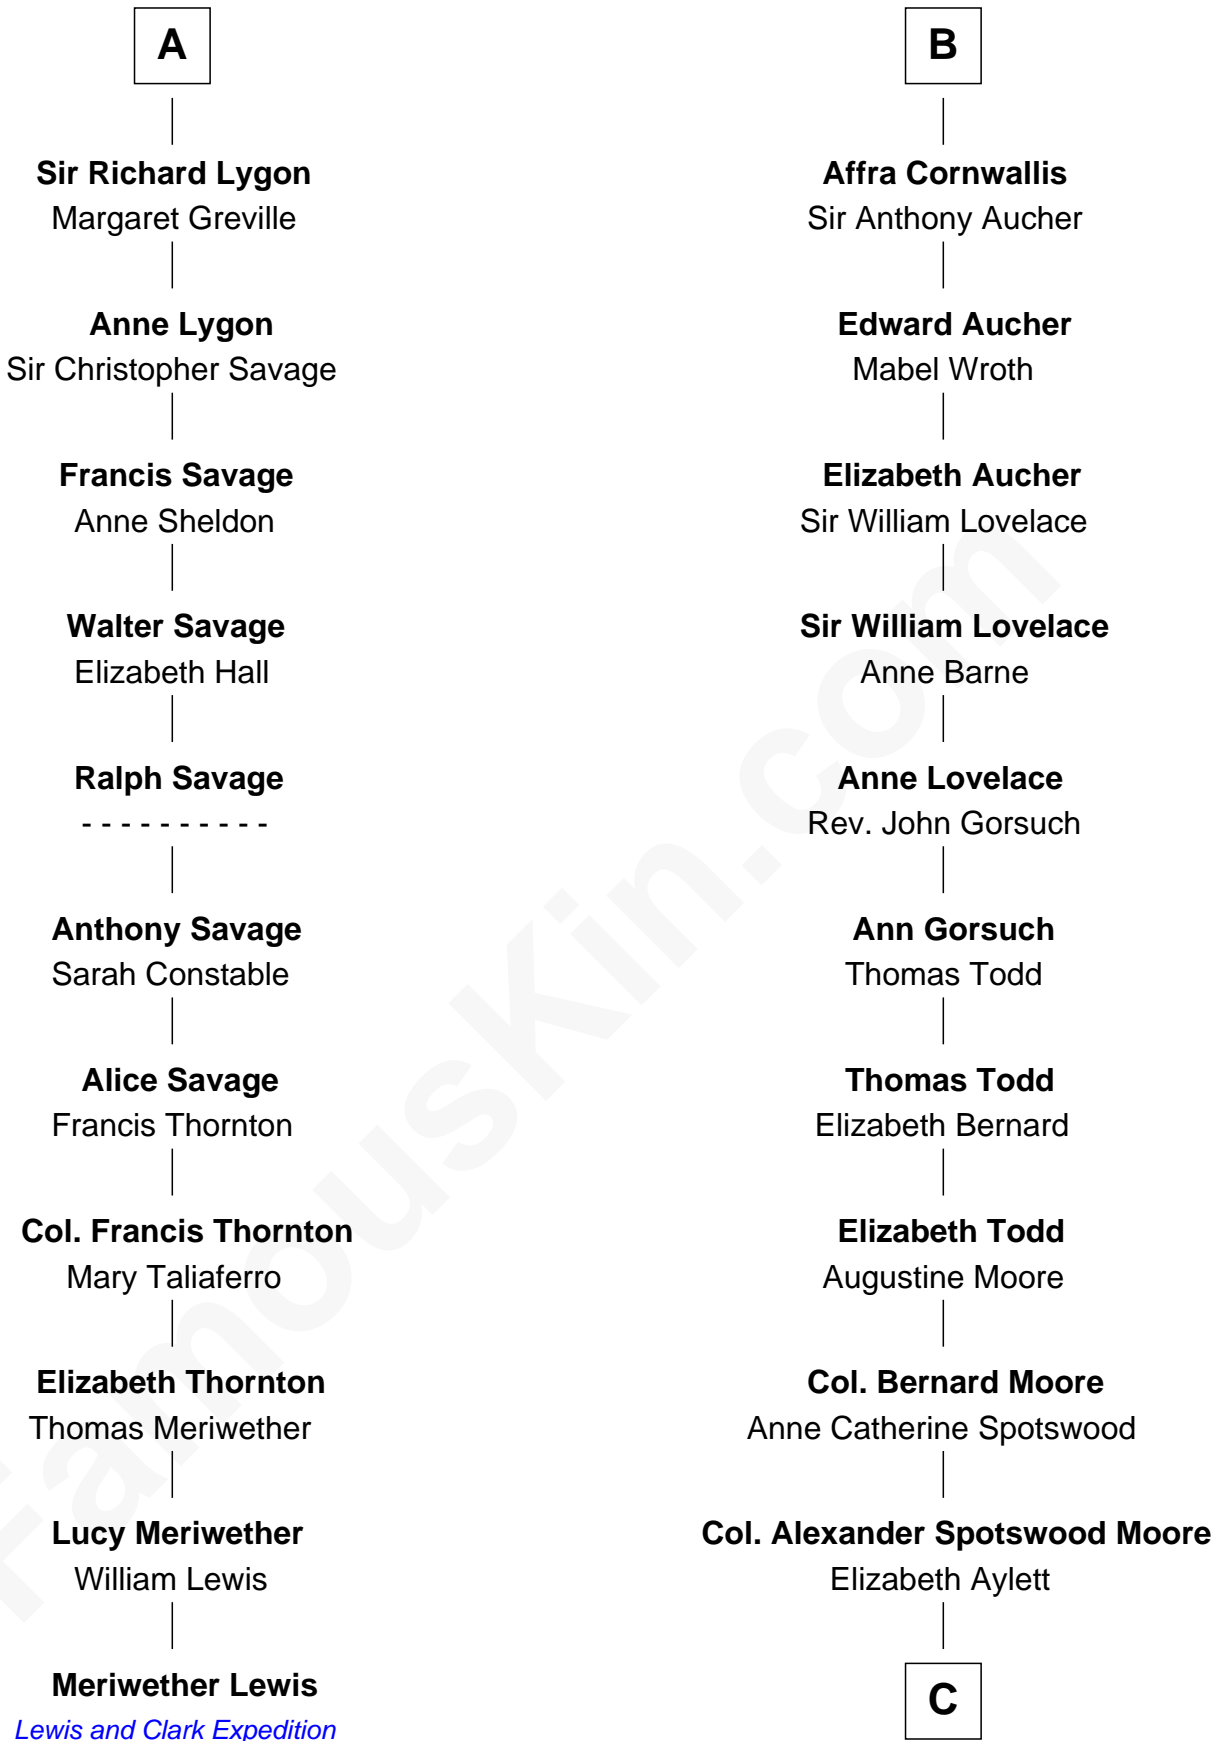 A
Sir Richard Lygon
Margaret Greville
Anne Lygon
Sir Christopher Savage
Francis Savage
Anne Sheldon
Walter Savage
Elizabeth Hall
Ralph Savage
- - - - - - - - - -
Anthony Savage
Sarah Constable
Alice Savage
Francis Thornton
Col. Francis Thornton
Mary Taliaferro
Elizabeth Thornton
Thomas Meriwether
Lucy Meriwether
William Lewis
Meriwether Lewis
Lewis and Clark Expedition
B
Affra Cornwallis
Sir Anthony Aucher
Edward Aucher
Mabel Wroth
Elizabeth Aucher
Sir William Lovelace
Sir William Lovelace
Anne Barne
Anne Lovelace
Rev. John Gorsuch
Ann Gorsuch
Thomas Todd
Thomas Todd
Elizabeth Bernard
Elizabeth Todd
Augustine Moore
Col. Bernard Moore
Anne Catherine Spotswood
Col. Alexander Spotswood Moore
Elizabeth Aylett
C
FamousKin.com